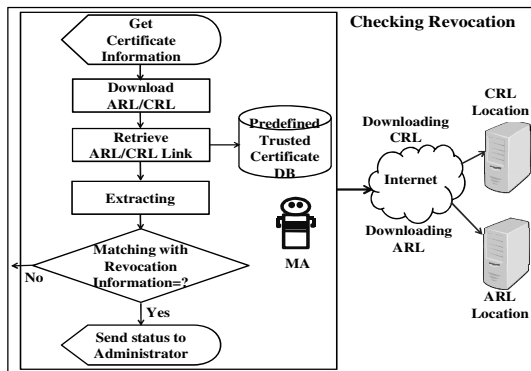 Checking Revocation
Get
Certificate
Information
Download
ARL/CRL
Retrieve
ARL/CRL Link
Predefined
Trusted
Certificate
DB
Extracting
Matching with
Revocation
Information=?
No
Yes
Send status to
Administrator
MA
Downloading
CRL
Internet
Downloading
ARL
CRL
Location
ARL
Location